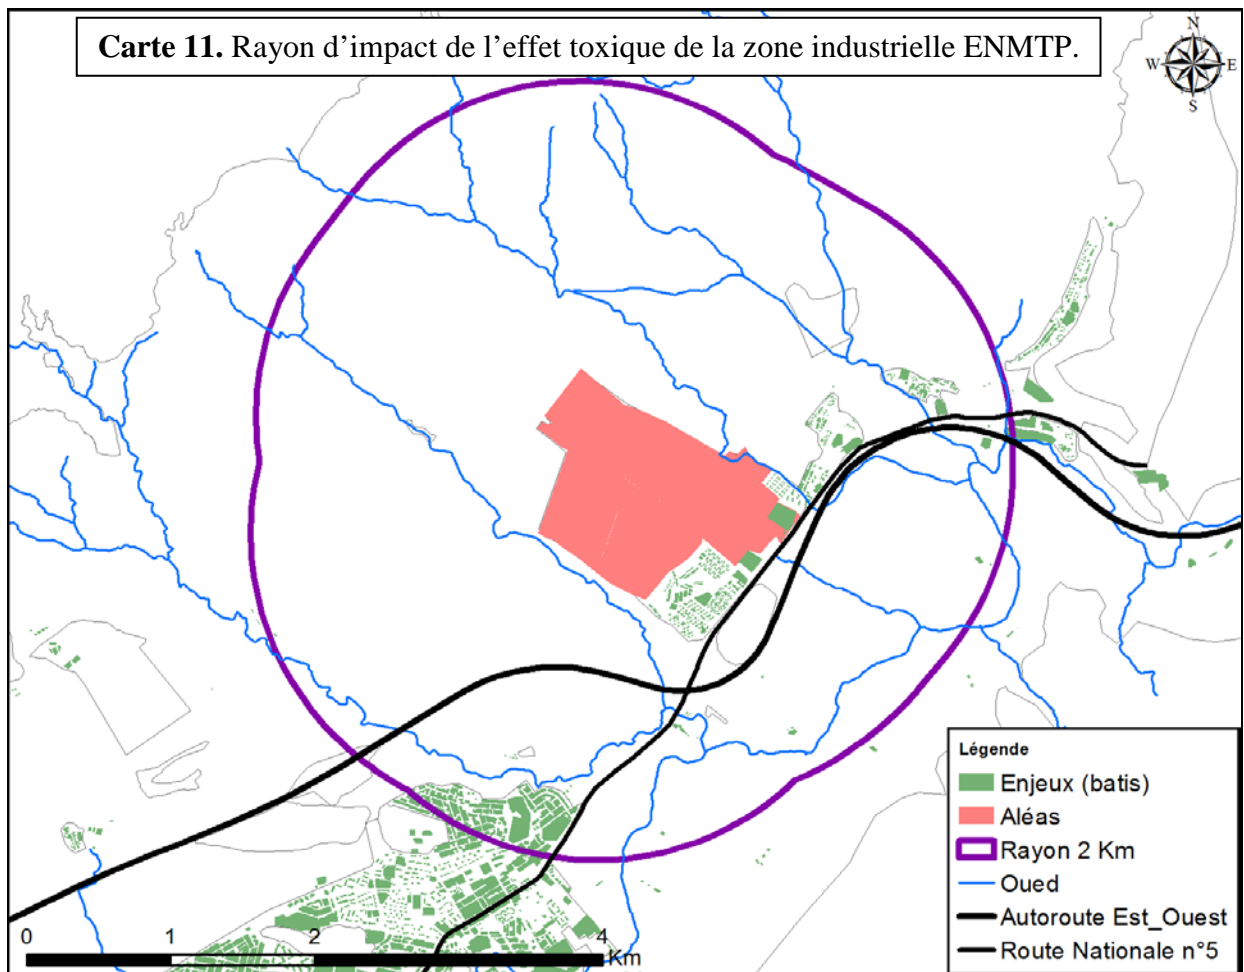 Carte 11. Rayon d'impact de l'effet toxique de la zone industrielle ENMTP.
N
W E
S
Légende
Enjeux (batis)
Aléas
Rayon 2 Km
Oued
Autoroute Est_Ouest
Route Nationale n°5
0 1 2 4
Km